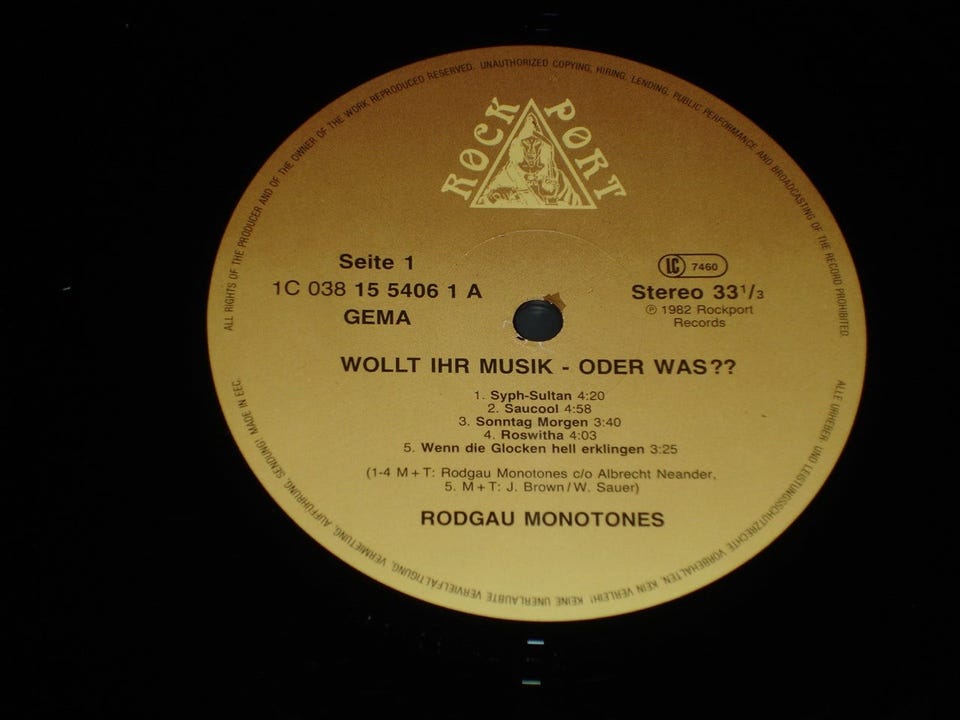 ROCK PORT
Seite 1
1C 038 15 5406 1 A
GEMA
LC 7460
Stereo 33¹/₃
℗ 1982 Rockport
Records
WOLLT IHR MUSIK - ODER WAS??
1. Syph-Sultan 4:20
2. Saucool 4:58
3. Sonntag Morgen 3:40
4. Roswitha 4:03
5. Wenn die Glocken hell erklingen 3:25
(1-4 M + T: Rodgau Monotones c/o Albrecht Neander,
5. M + T: J. Brown / W. Sauer)
RODGAU MONOTONES
ALL RIGHTS OF THE PRODUCER AND OF THE OWNER OF THE WORK REPRODUCED RESERVED. UNAUTHORIZED COPYING, HIRING, LENDING, PUBLIC PERFORMANCE AND BROADCASTING OF THE RECORD PROHIBITED.
ALLE URHEBER- UND LEISTUNGSSCHUTZRECHTE VORBEHALTEN. KEIN VERLEIH! KEINE UNERLAUBTE VERVIELFÄLTIGUNG, VERMIETUNG, AUFFÜHRUNG, SENDUNG! MADE IN EEC.